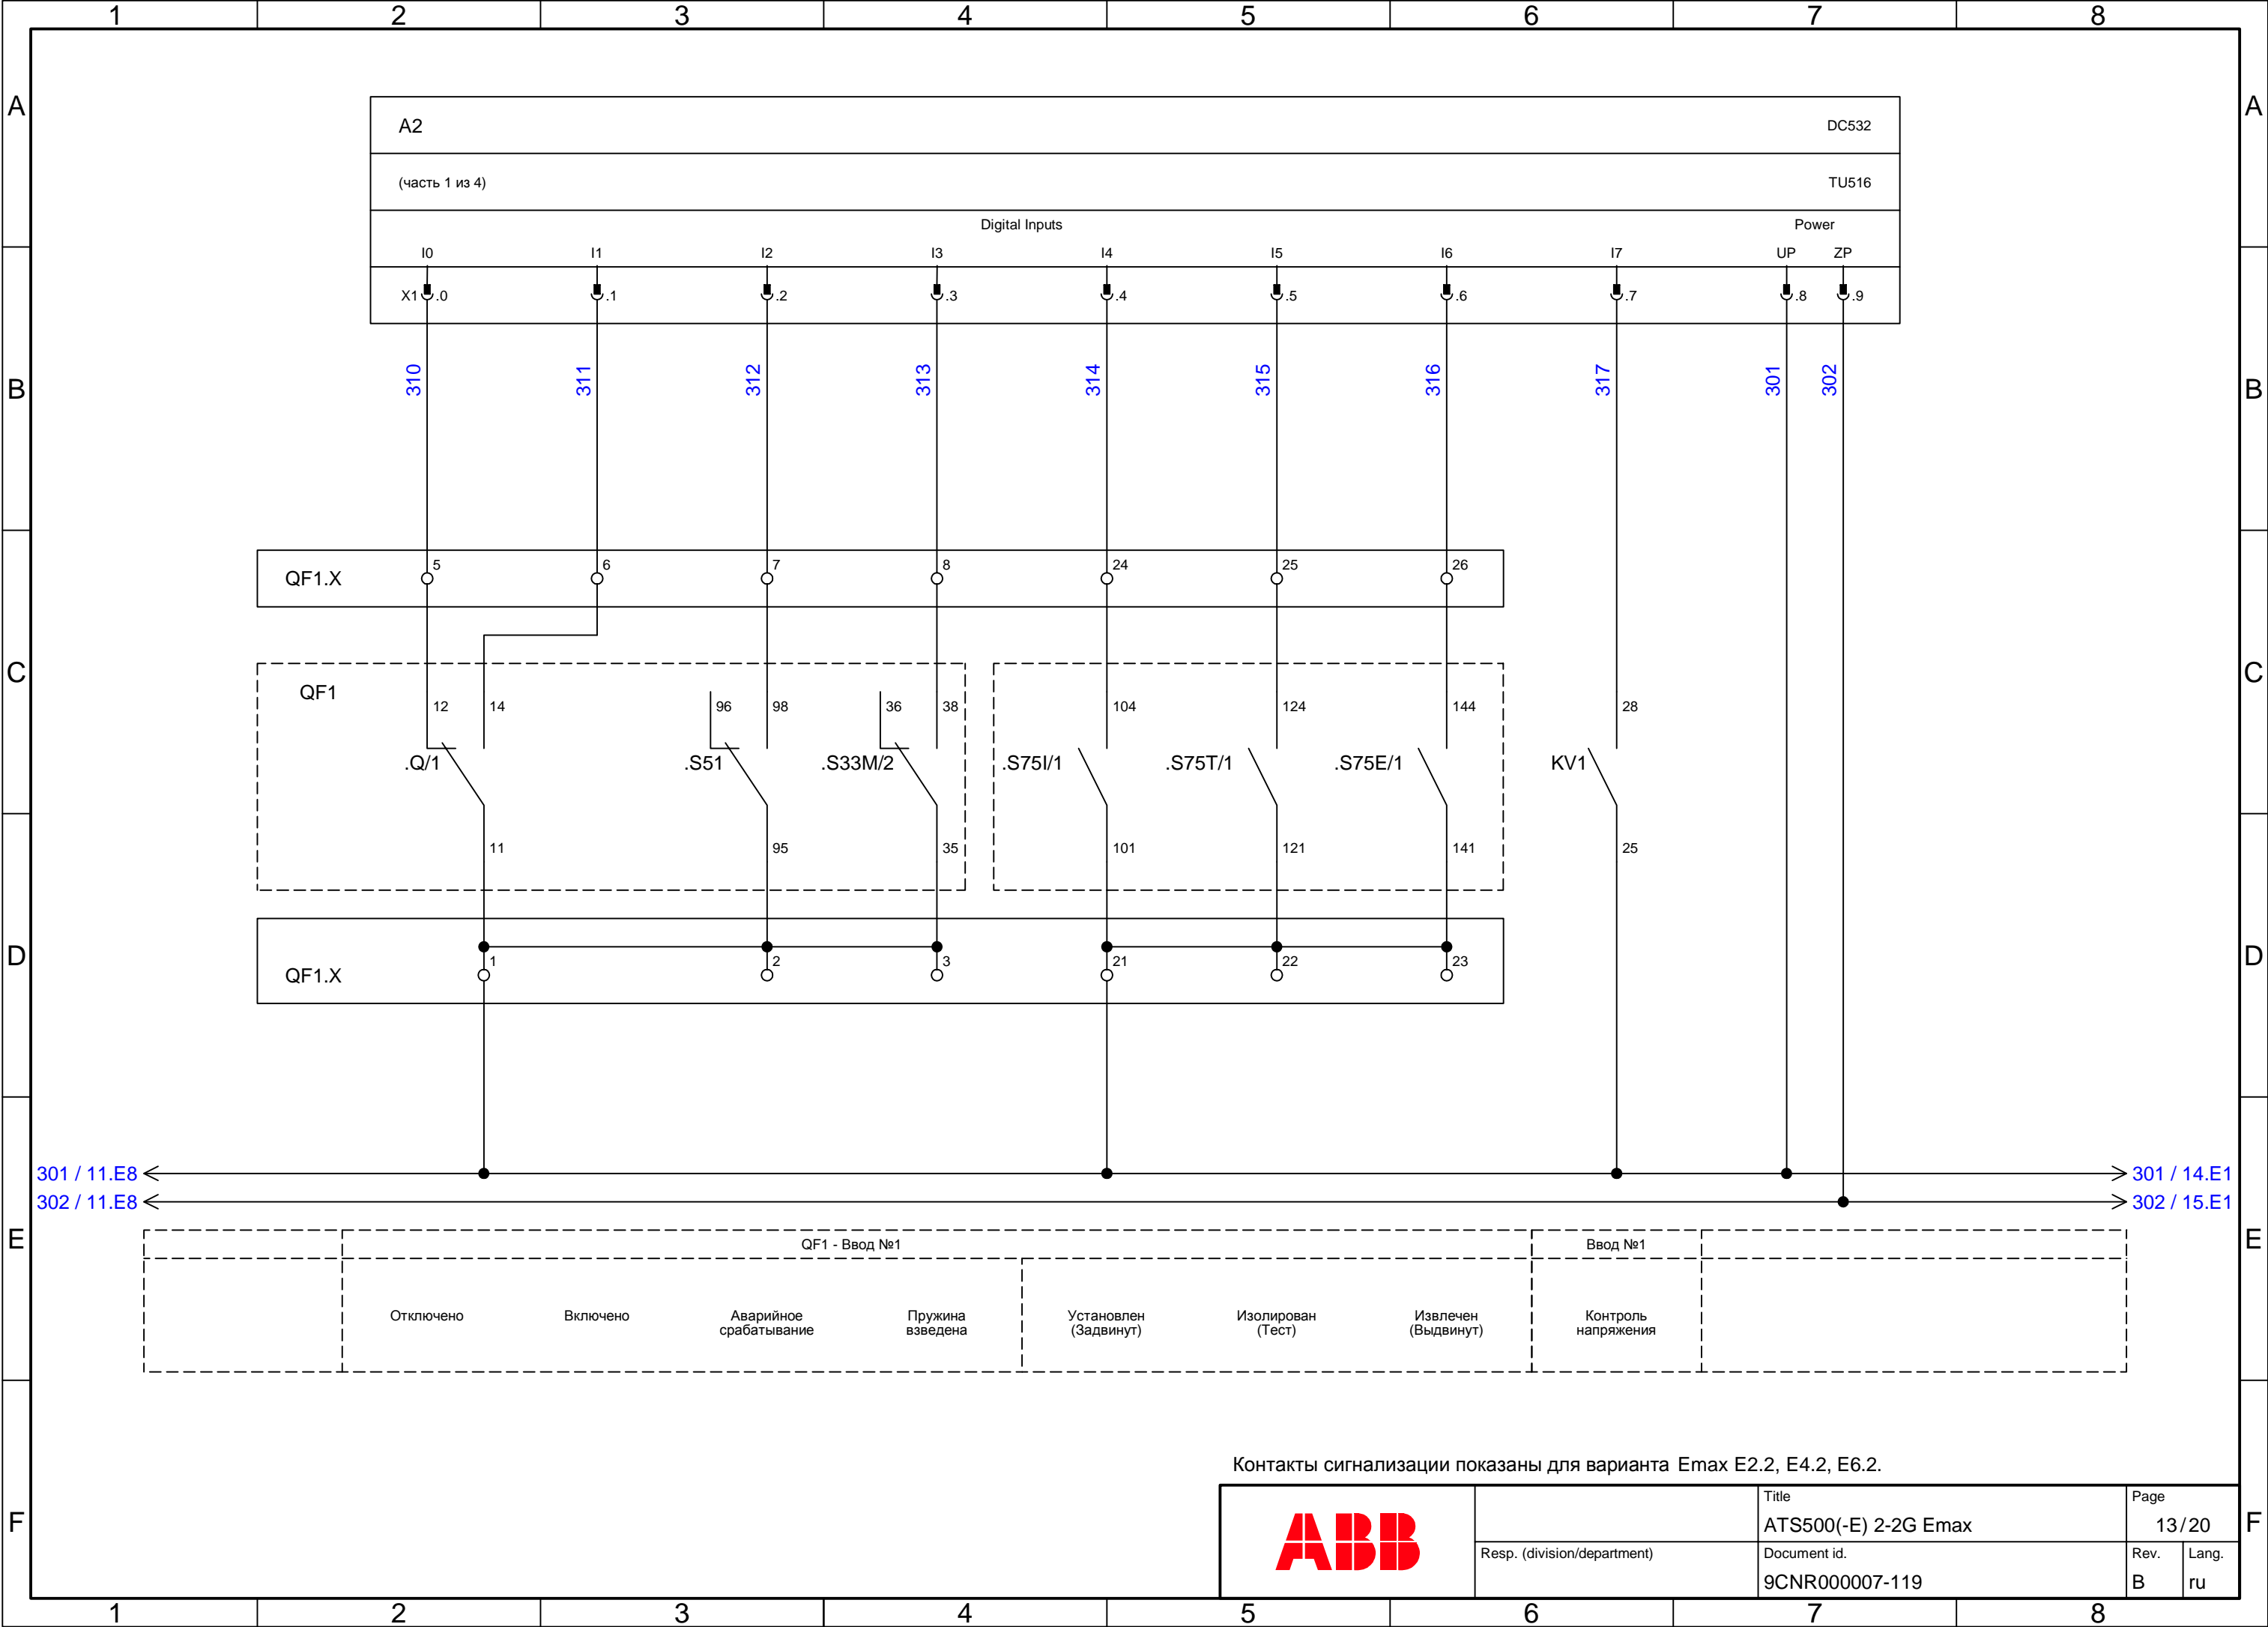 1 2 3 4 5 6 7 8
A A
A2 DC532
(часть 1 из 4) TU516
Digital Inputs Power
I0 I1 I2 I3 I4 I5 I6 I7 UP ZP
X1 .0 .1 .2 .3 .4 .5 .6 .7 .8 .9
B B
310 311 312 313 314 315 316 317 301 302
QF1.X 5 6 7 8 24 25 26
C C
QF1
12 14 96 98 36 38 104 124 144 28
.Q/1 .S51 .S33M/2 .S75I/1 .S75T/1 .S75E/1 KV1
11 95 35 101 121 141 25
D D
QF1.X 1 2 3 21 22 23
301 / 11.E8 301 / 14.E1
302 / 11.E8 302 / 15.E1
E E
QF1 - Ввод №1 Ввод №1
Отключено
Включено
Аварийное
срабатывание
Пружина
взведена
Установлен
(Задвинут)
Изолирован
(Тест)
Извлечен
(Выдвинут)
Контроль
напряжения
Контакты сигнализации показаны для варианта Emax E2.2, E4.2, E6.2.
F F
ABB
Title
ATS500(-E) 2-2G Emax
Page
13/20
Resp. (division/department)
Document id.
9CNR000007-119
Rev.
B
Lang.
ru
1 2 3 4 5 6 7 8